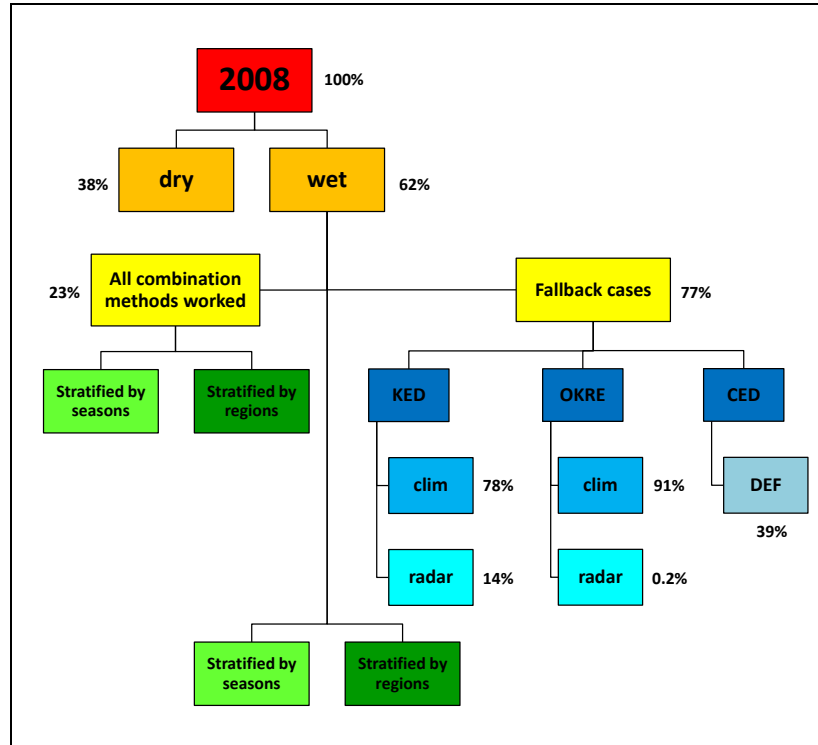 2008 100%
38% dry wet 62%
All combination
methods worked
23%
Fallback cases 77%
Stratified by
seasons
Stratified by
regions
KED OKRE CED
clim 78% clim 91% DEF
39%
radar 14% radar 0.2%
Stratified by
seasons
Stratified by
regions